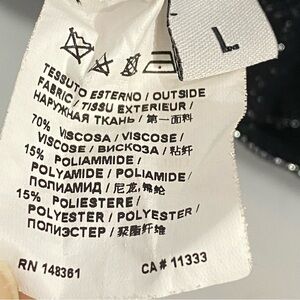 L
TESSUTO ESTERNO / OUTSIDE
FABRIC / TISSU EXTERIEUR /
НАРУЖНАЯ ТКАНЬ / 第一面料
70% VISCOSA / VISCOSE /
VISCOSE / ВИСКОЗА / 粘纤
15% POLIAMMIDE /
POLYAMIDE / POLIAMIDE /
ПОЛИАМИД / 尼龙, 锦纶
15% POLIESTERE /
POLYESTER / POLYESTER /
ПОЛИЭСТЕР / 聚酯纤维
RN 148361 CA # 11333